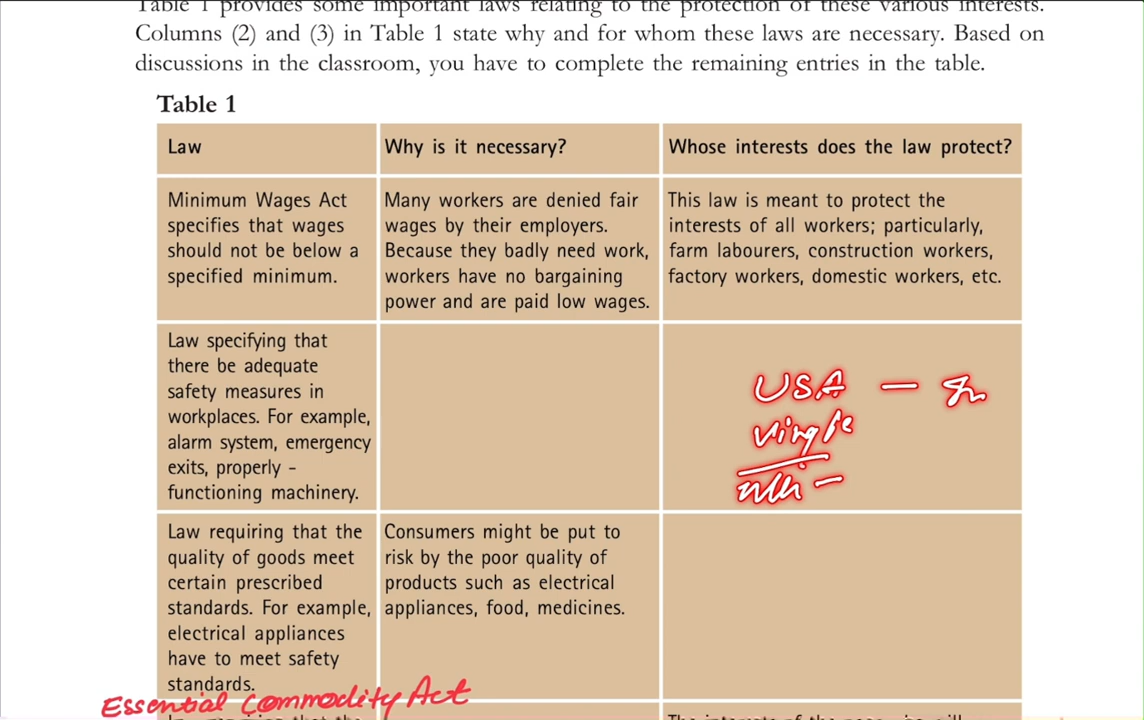 Table 1 provides some important laws relating to the protection of these various interests.
Columns (2) and (3) in Table 1 state why and for whom these laws are necessary. Based on
discussions in the classroom, you have to complete the remaining entries in the table.
Table 1
Law
Why is it necessary?
Whose interests does the law protect?
Minimum Wages Act
specifies that wages
should not be below a
specified minimum.
Many workers are denied fair
wages by their employers.
Because they badly need work,
workers have no bargaining
power and are paid low wages.
This law is meant to protect the
interests of all workers; particularly,
farm labourers, construction workers,
factory workers, domestic workers, etc.
Law specifying that
there be adequate
safety measures in
workplaces. For example,
alarm system, emergency
exits, properly -
functioning machinery.
USA —
Law requiring that the
quality of goods meet
certain prescribed
standards. For example,
electrical appliances
have to meet safety
standards.
Consumers might be put to
risk by the poor quality of
products such as electrical
appliances, food, medicines.
Essential Commodity Act